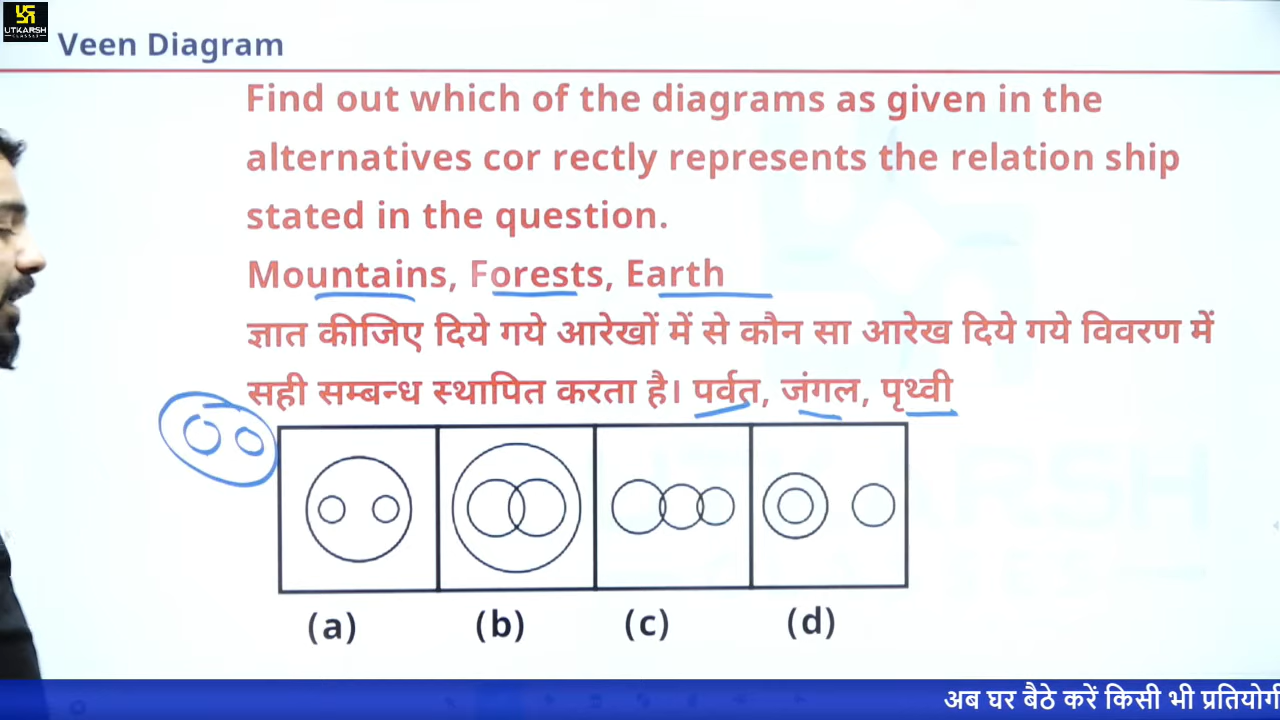 UTKARSH
CLASSES
Veen Diagram
Find out which of the diagrams as given in the
alternatives cor rectly represents the relation ship
stated in the question.
Mountains, Forests, Earth
ज्ञात कीजिए दिये गये आरेखों में से कौन सा आरेख दिये गये विवरण में
सही सम्बन्ध स्थापित करता है। पर्वत, जंगल, पृथ्वी
(a) (b) (c) (d)
अब घर बैठे करें किसी भी प्रतियोगी